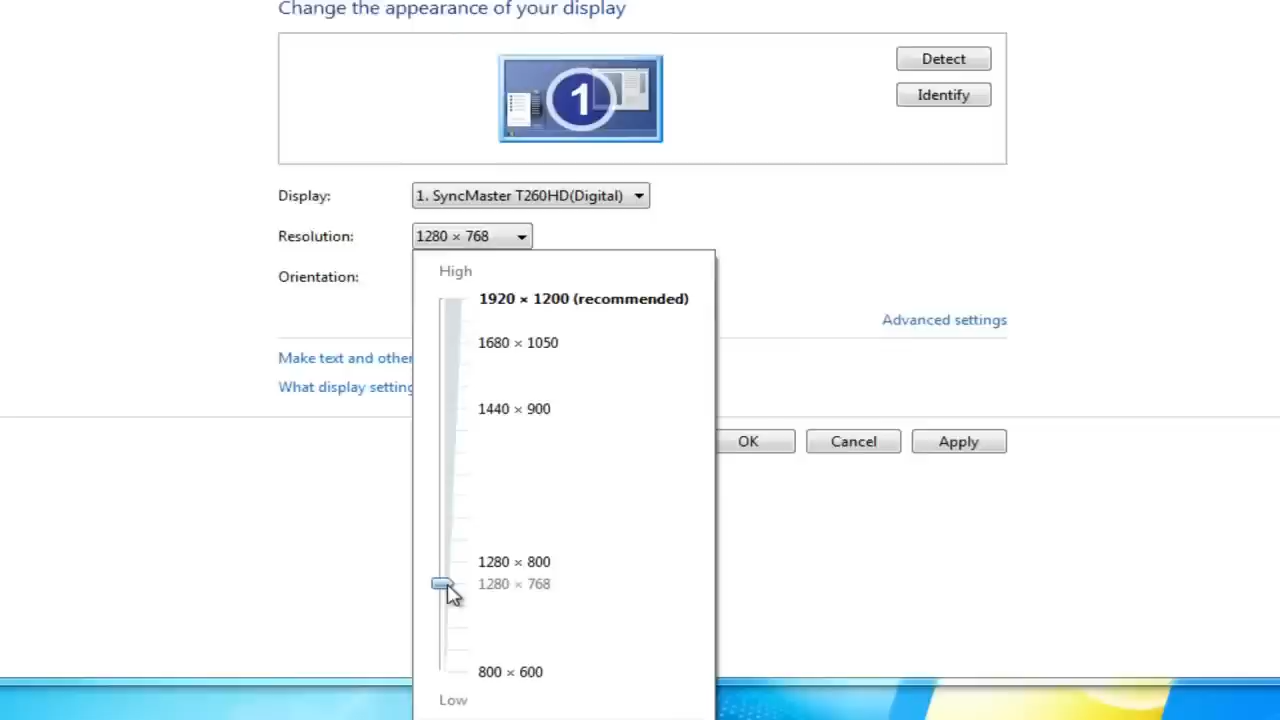 Change the appearance of your display
1
Detect
Identify
Display:
1. SyncMaster T260HD(Digital)
Resolution:
1280 × 768
Orientation:
High
1920 × 1200 (recommended)
1680 × 1050
1440 × 900
1280 × 800
1280 × 768
800 × 600
Low
Advanced settings
Make text and other
What display setting
OK
Cancel
Apply